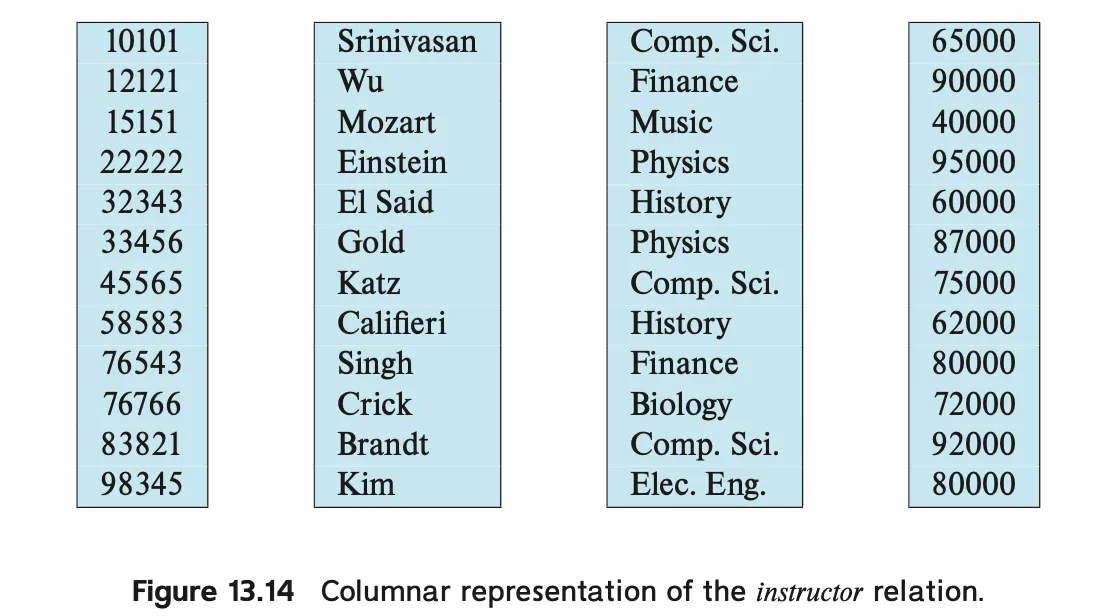 10101 Srinivasan Comp. Sci. 65000
12121 Wu Finance 90000
15151 Mozart Music 40000
22222 Einstein Physics 95000
32343 El Said History 60000
33456 Gold Physics 87000
45565 Katz Comp. Sci. 75000
58583 Califieri History 62000
76543 Singh Finance 80000
76766 Crick Biology 72000
83821 Brandt Comp. Sci. 92000
98345 Kim Elec. Eng. 80000
Figure 13.14 Columnar representation of the instructor relation.